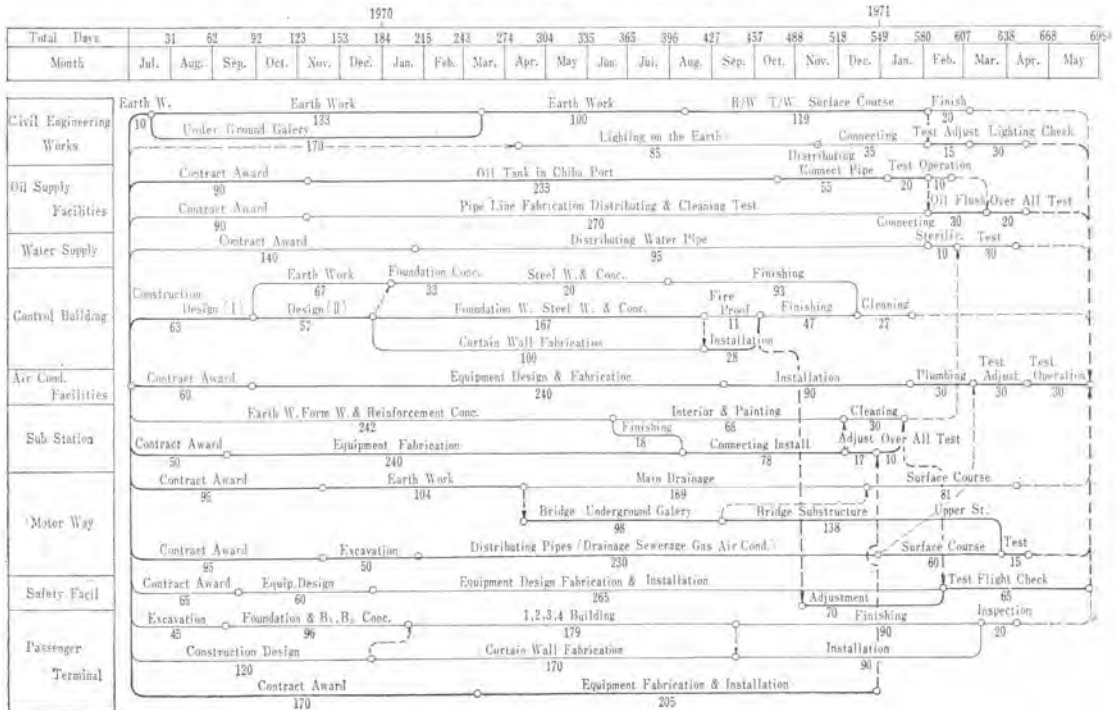 1970 1971
Total Days 31 62 92 123 153 184 215 243 274 304 335 365 396 427 457 488 518 549 580 607 638 668 695
Month Jul. Aug. Sep. Oct. Nov. Dec. Jan. Feb. Mar. Apr. May Jun. Jul. Aug. Sep. Oct. Nov. Dec. Jan. Feb. Mar. Apr. May
Civil Engineering
Works
Earth W. Earth Work Earth Work R/W T/W Surface Course Finish
10 133 100 119 20
Under Ground Galery
Lighting on the Earth Connecting Test Adjust Lighting Check
170 85 35 15 30
Oil Supply
Facilities
Distributing
Contract Award Oil Tank in Chiba Port Connect Pipe Test Operation
90 233 55 20 10
Contract Award Pipe Line Fabrication Distributing & Cleaning Test Oil Flush Over All Test
90 270 Connecting 30 20
Water Supply
Contract Award Distributing Water Pipe Steriliz. Test
140 95 10 30
Control Building
Earth Work Foundation Conc. Steel W. & Conc. Finishing
67 33 20 93
Construction
Design (I) Design (II) Foundation W. Steel W. & Conc. Fire
Proof Finishing Cleaning
63 57 167 11 47 27
Curtain Wall Fabrication Installation
100 28
Air Cond.
Facilities
Contract Award Equipment Design & Fabrication Installation Plumbing Test
Adjust Test
Operation
60 240 90 30 30 30
Sub Station
Earth W. Form W. & Reinforcement Conc. Interior & Painting Cleaning
242 68 30
Finishing
18
Contract Award Equipment Fabrication Connecting Install Adjust Over All Test
50 240 78 17 10
Motor Way
Contract Award Earth Work Main Drainage Surface Course
95 104 169 81
Bridge Underground Galery Bridge Substructure Upper St.
98 138
Contract Award Excavation Distributing Pipes (Drainage Sewerage Gas Air Cond.) Surface Course Test
95 50 230 60 15
Safety Facil
Contract Award Equip. Design Equipment Design Fabrication & Installation Test Flight Check
65 60 265 65
Adjustment
70
Passenger
Terminal
Excavation Foundation & B₁, B₂ Conc. 1,2,3,4 Building Finishing Inspection
45 96 179 190 20
Construction Design Curtain Wall Fabrication Installation
120 170 90
Contract Award Equipment Fabrication & Installation
170 205